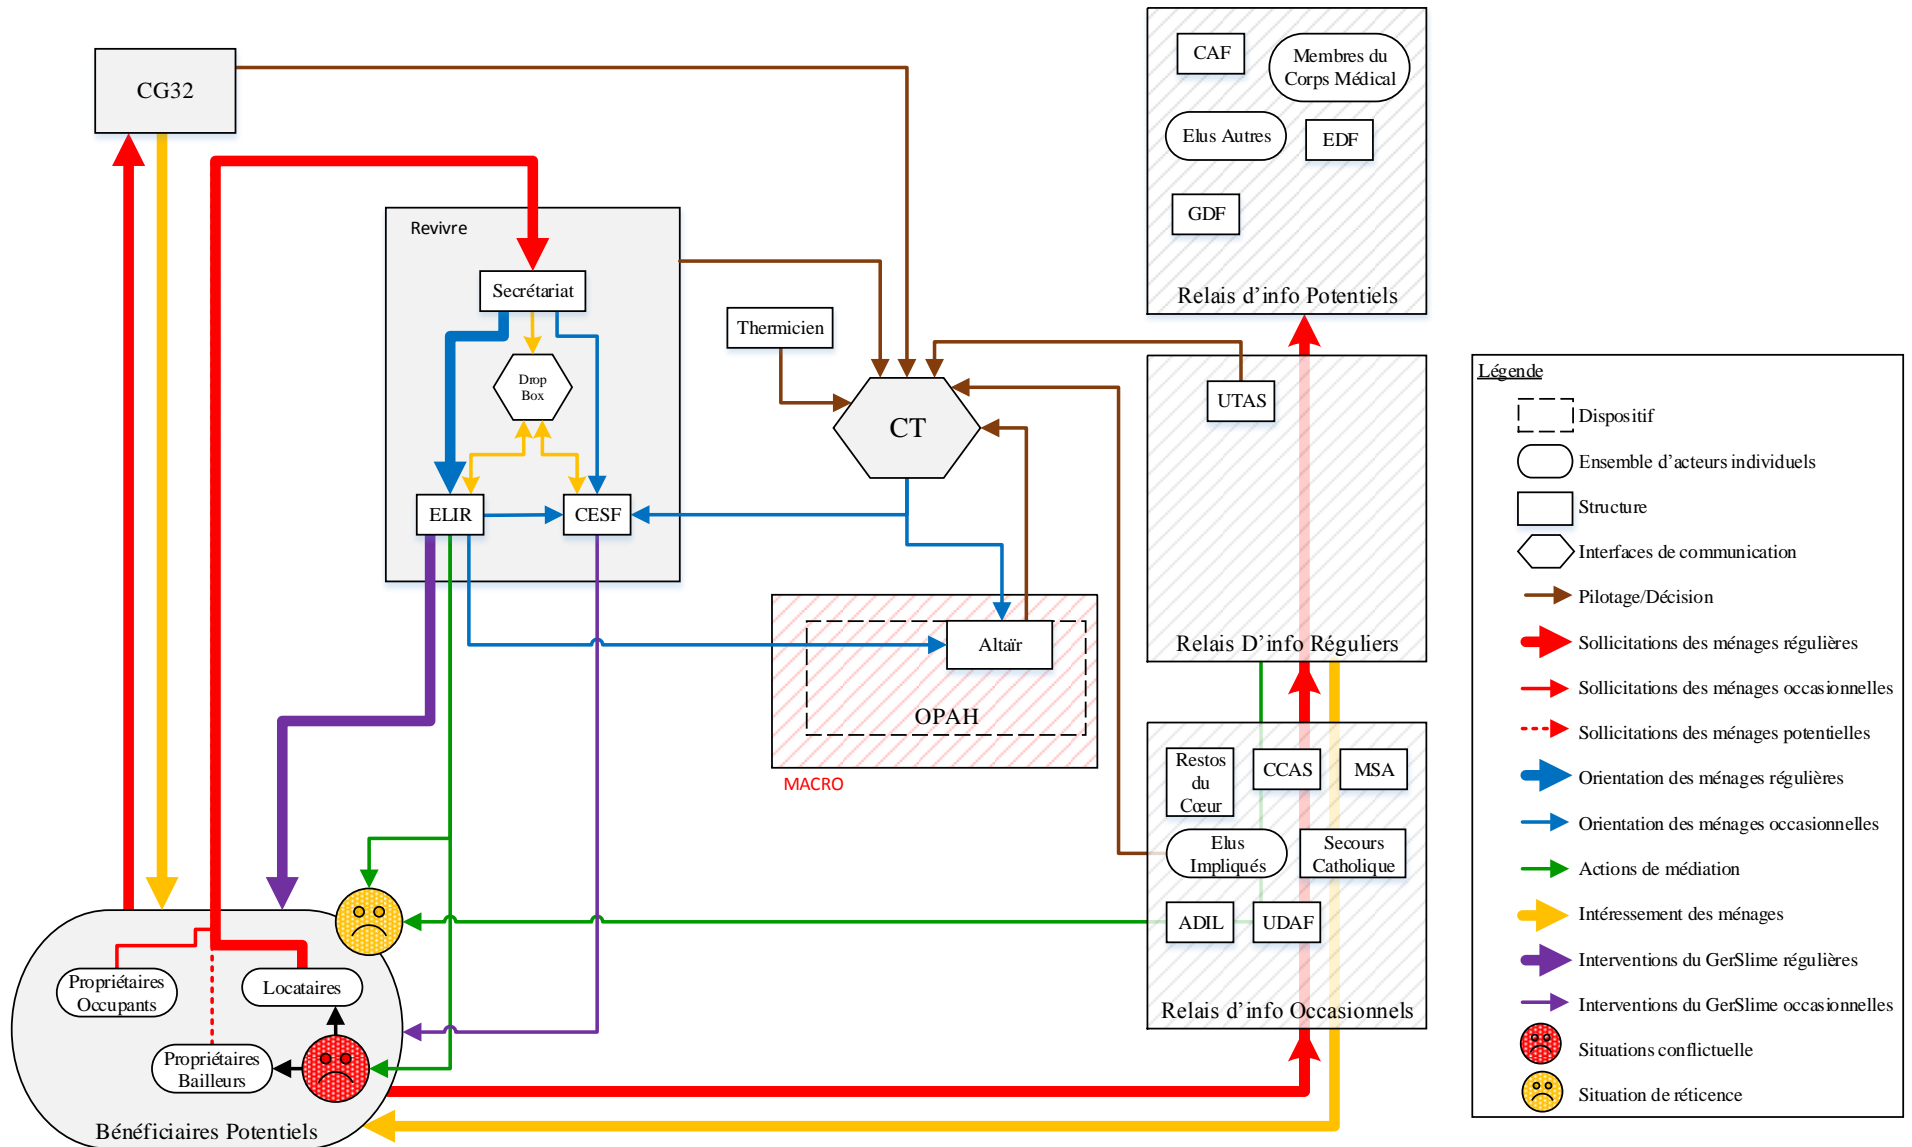 CG32
Revivre
Secrétariat
Drop
Box
ELIR
CESF
Thermicien
CT
Altaïr
OPAH
MACRO
CAF
Membres du
Corps Médical
Elus Autres
EDF
GDF
Relais d’info Potentiels
UTAS
Relais D’info Réguliers
Restos
du
Cœur
CCAS
MSA
Elus
Impliqués
Secours
Catholique
ADIL
UDAF
Relais d’info Occasionnels
Propriétaires
Occupants
Locataires
Propriétaires
Bailleurs
Bénéficiaires Potentiels
Légende
Dispositif
Ensemble d’acteurs individuels
Structure
Interfaces de communication
Pilotage/Décision
Sollicitations des ménages régulières
Sollicitations des ménages occasionnelles
Sollicitations des ménages potentielles
Orientation des ménages régulières
Orientation des ménages occasionnelles
Actions de médiation
Intéressement des ménages
Interventions du GerSlime régulières
Interventions du GerSlime occasionnelles
Situations conflictuelle
Situation de réticence